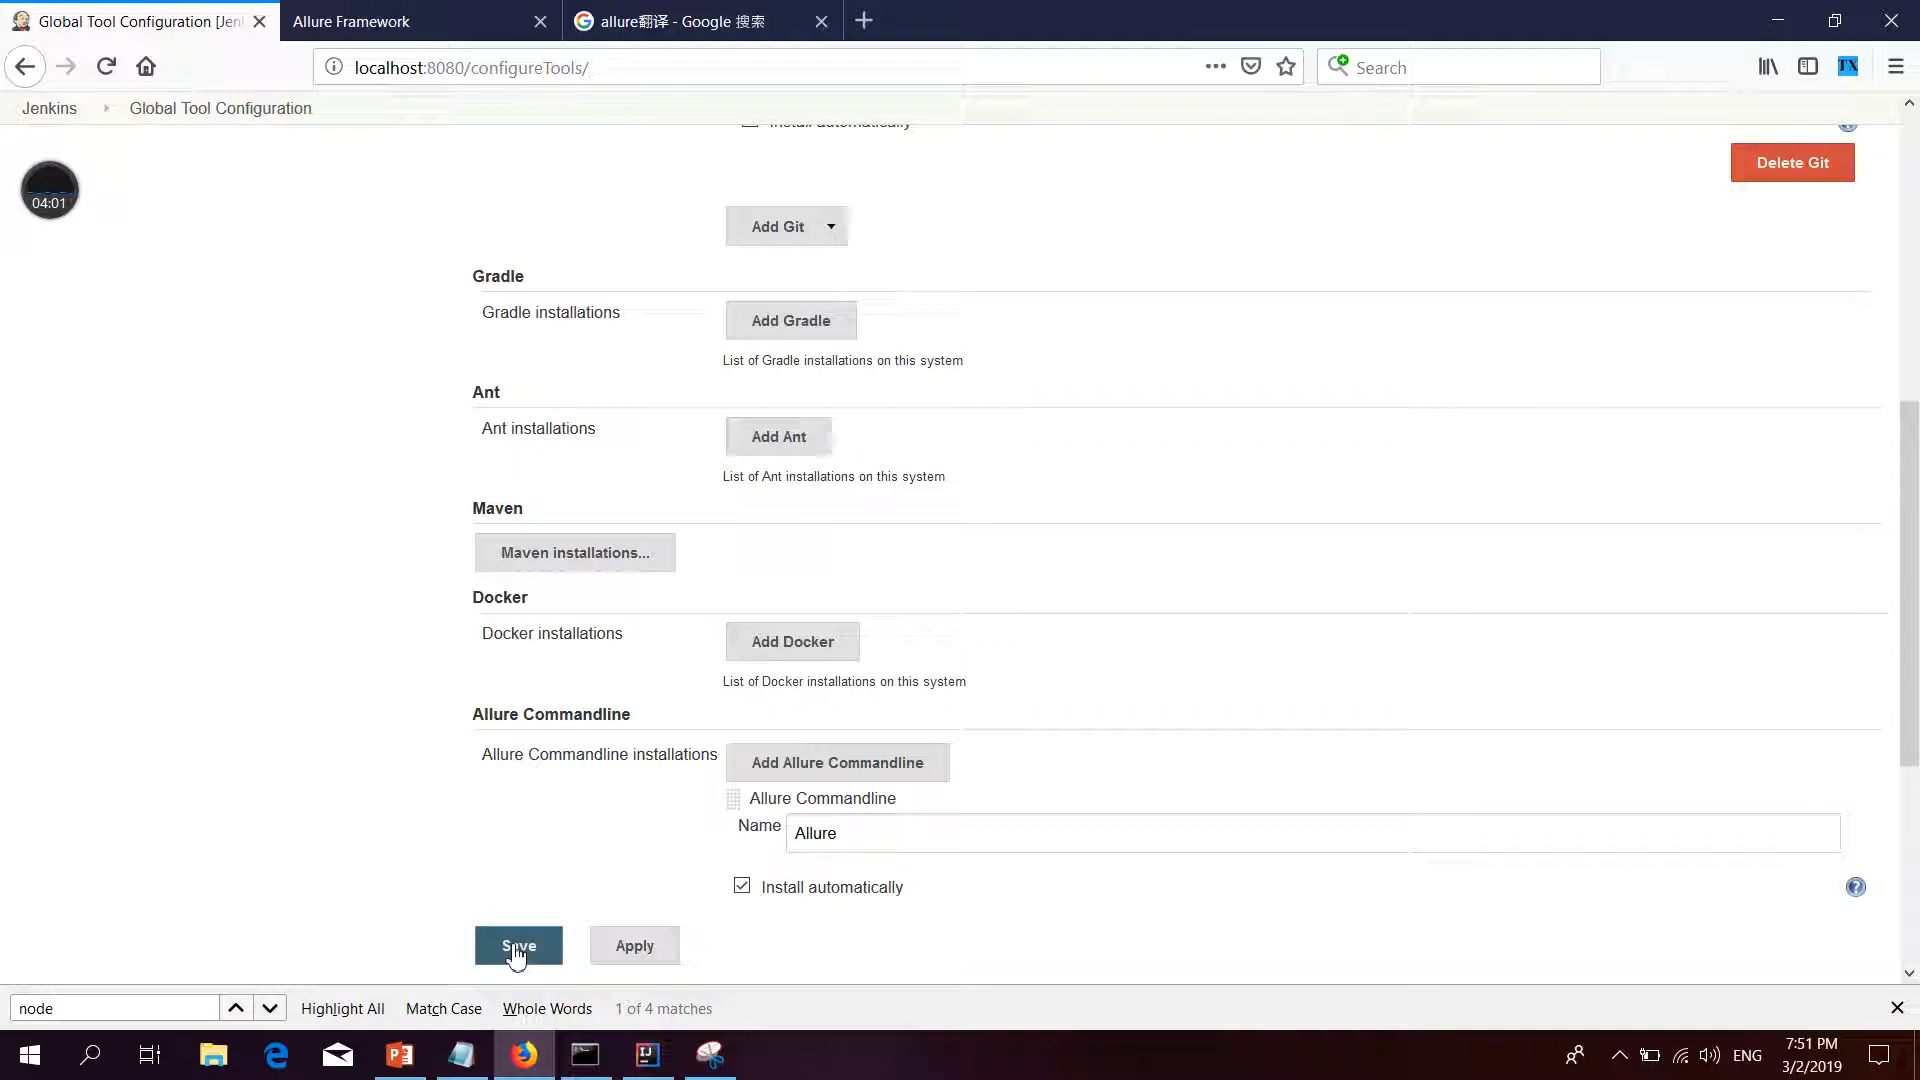 Global Tool Configuration [Jen
Allure Framework
allure翻译 - Google 搜索
localhost:8080/configureTools/
Search
TX
Jenkins
Global Tool Configuration
Install automatically
Delete Git
04:01
Add Git
Gradle
Gradle installations
Add Gradle
List of Gradle installations on this system
Ant
Ant installations
Add Ant
List of Ant installations on this system
Maven
Maven installations...
Docker
Docker installations
Add Docker
List of Docker installations on this system
Allure Commandline
Allure Commandline installations
Add Allure Commandline
Allure Commandline
Name
Allure
Install automatically
Save
Apply
node
Highlight All
Match Case
Whole Words
1 of 4 matches
ENG
7:51 PM
3/2/2019